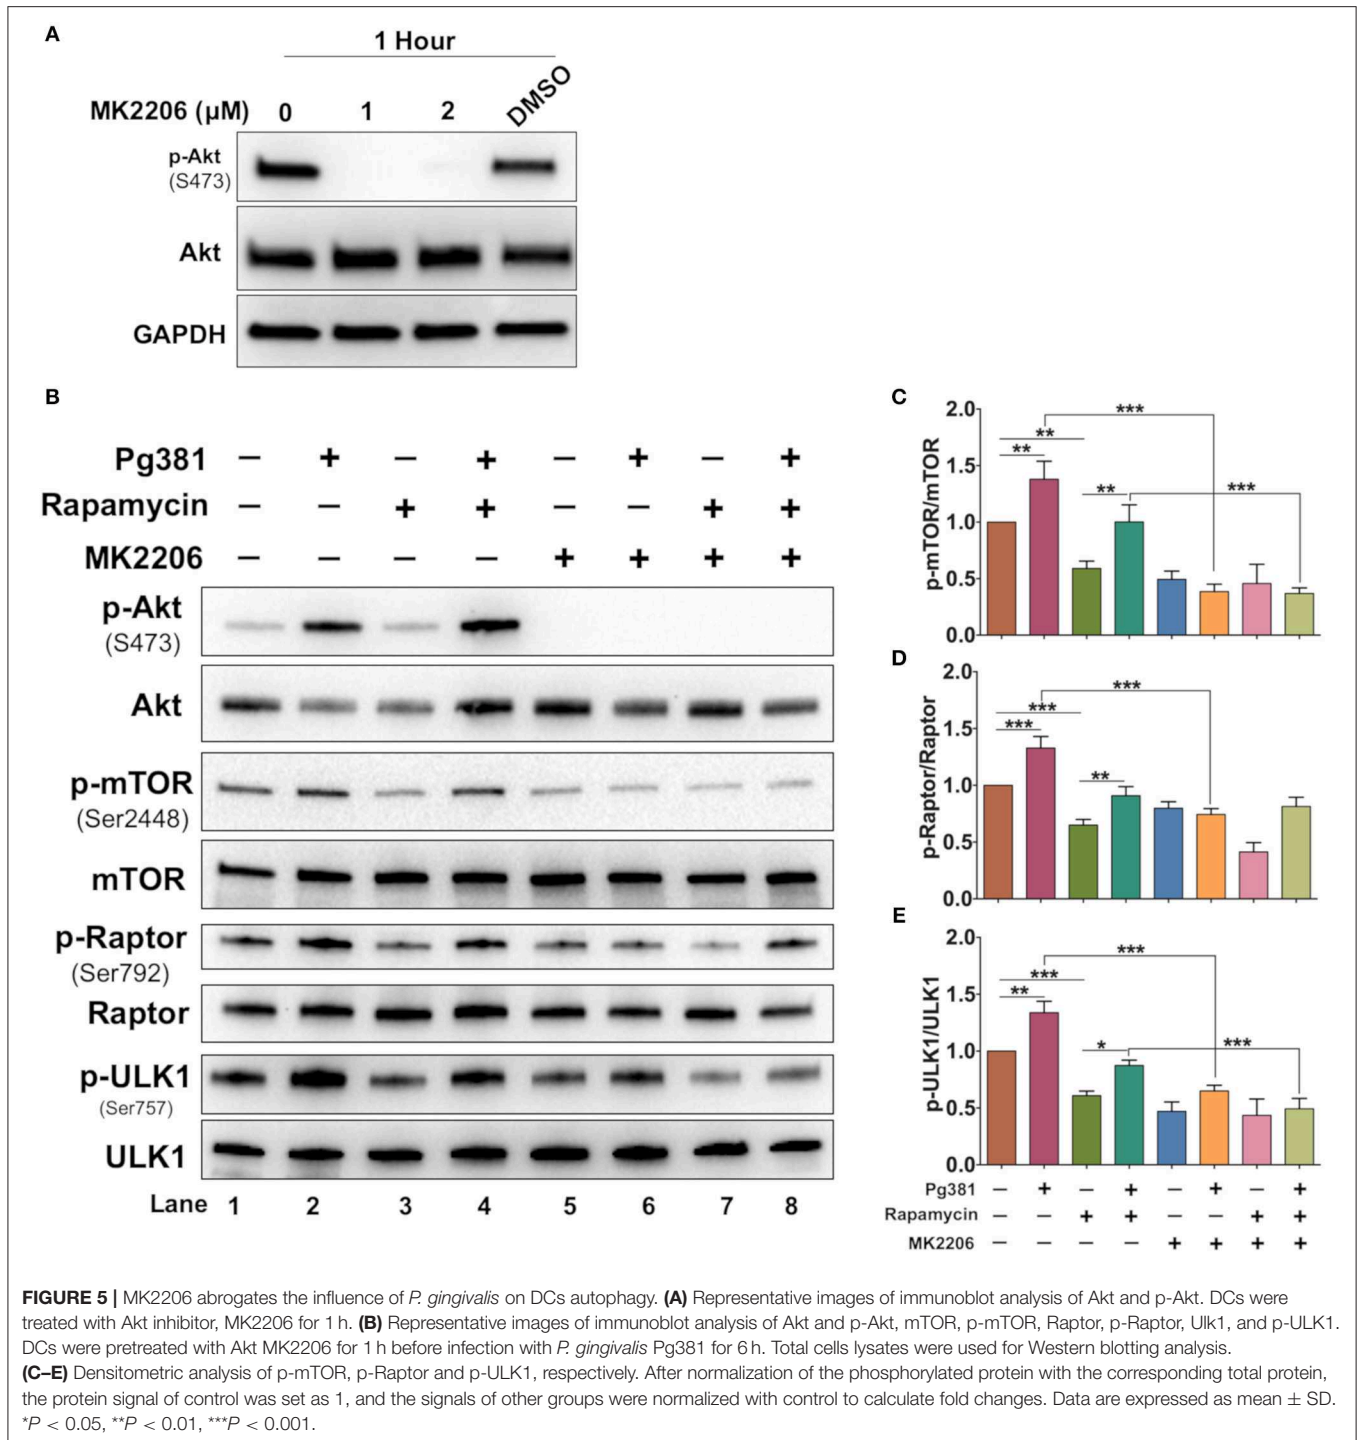 A
1 Hour
MK2206 (µM) 0 1 2 DMSO
p-Akt
(S473)
Akt
GAPDH
B
Pg381 – + – + – + – +
Rapamycin – – + + – – + +
MK2206 – – – – + + + +
p-Akt
(S473)
Akt
p-mTOR
(Ser2448)
mTOR
p-Raptor
(Ser792)
Raptor
p-ULK1
(Ser757)
ULK1
Lane 1 2 3 4 5 6 7 8
C
p-mTOR/mTOR
2.0
1.5
1.0
0.5
0.0
***
**
**
**
***
D
p-Raptor/Raptor
2.0
1.5
1.0
0.5
0.0
***
***
***
**
E
p-ULK1/ULK1
2.0
1.5
1.0
0.5
0.0
***
***
**
*
***
Pg381 – + – + – + – +
Rapamycin – – + + – – + +
MK2206 – – – – + + + +
FIGURE 5 | MK2206 abrogates the influence of P. gingivalis on DCs autophagy. (A) Representative images of immunoblot analysis of Akt and p-Akt. DCs were
treated with Akt inhibitor, MK2206 for 1 h. (B) Representative images of immunoblot analysis of Akt and p-Akt, mTOR, p-mTOR, Raptor, p-Raptor, Ulk1, and p-ULK1.
DCs were pretreated with Akt MK2206 for 1 h before infection with P. gingivalis Pg381 for 6 h. Total cells lysates were used for Western blotting analysis.
(C–E) Densitometric analysis of p-mTOR, p-Raptor and p-ULK1, respectively. After normalization of the phosphorylated protein with the corresponding total protein,
the protein signal of control was set as 1, and the signals of other groups were normalized with control to calculate fold changes. Data are expressed as mean ± SD.
*P < 0.05, **P < 0.01, ***P < 0.001.